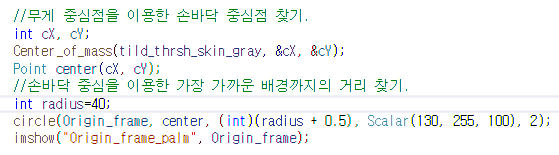 //무게 중심점을 이용한 손바닥 중심점 찾기.
int cX, cY;
Center_of_mass(tild_thrsh_skin_gray, &cX, &cY);
Point center(cX, cY);
//손바닥 중심을 이용한 가장 가까운 배경까지의 거리 찾기.
int radius=40;
circle(Origin_frame, center, (int)(radius + 0.5), Scalar(130, 255, 100), 2);
imshow("Origin_frame_palm", Origin_frame);